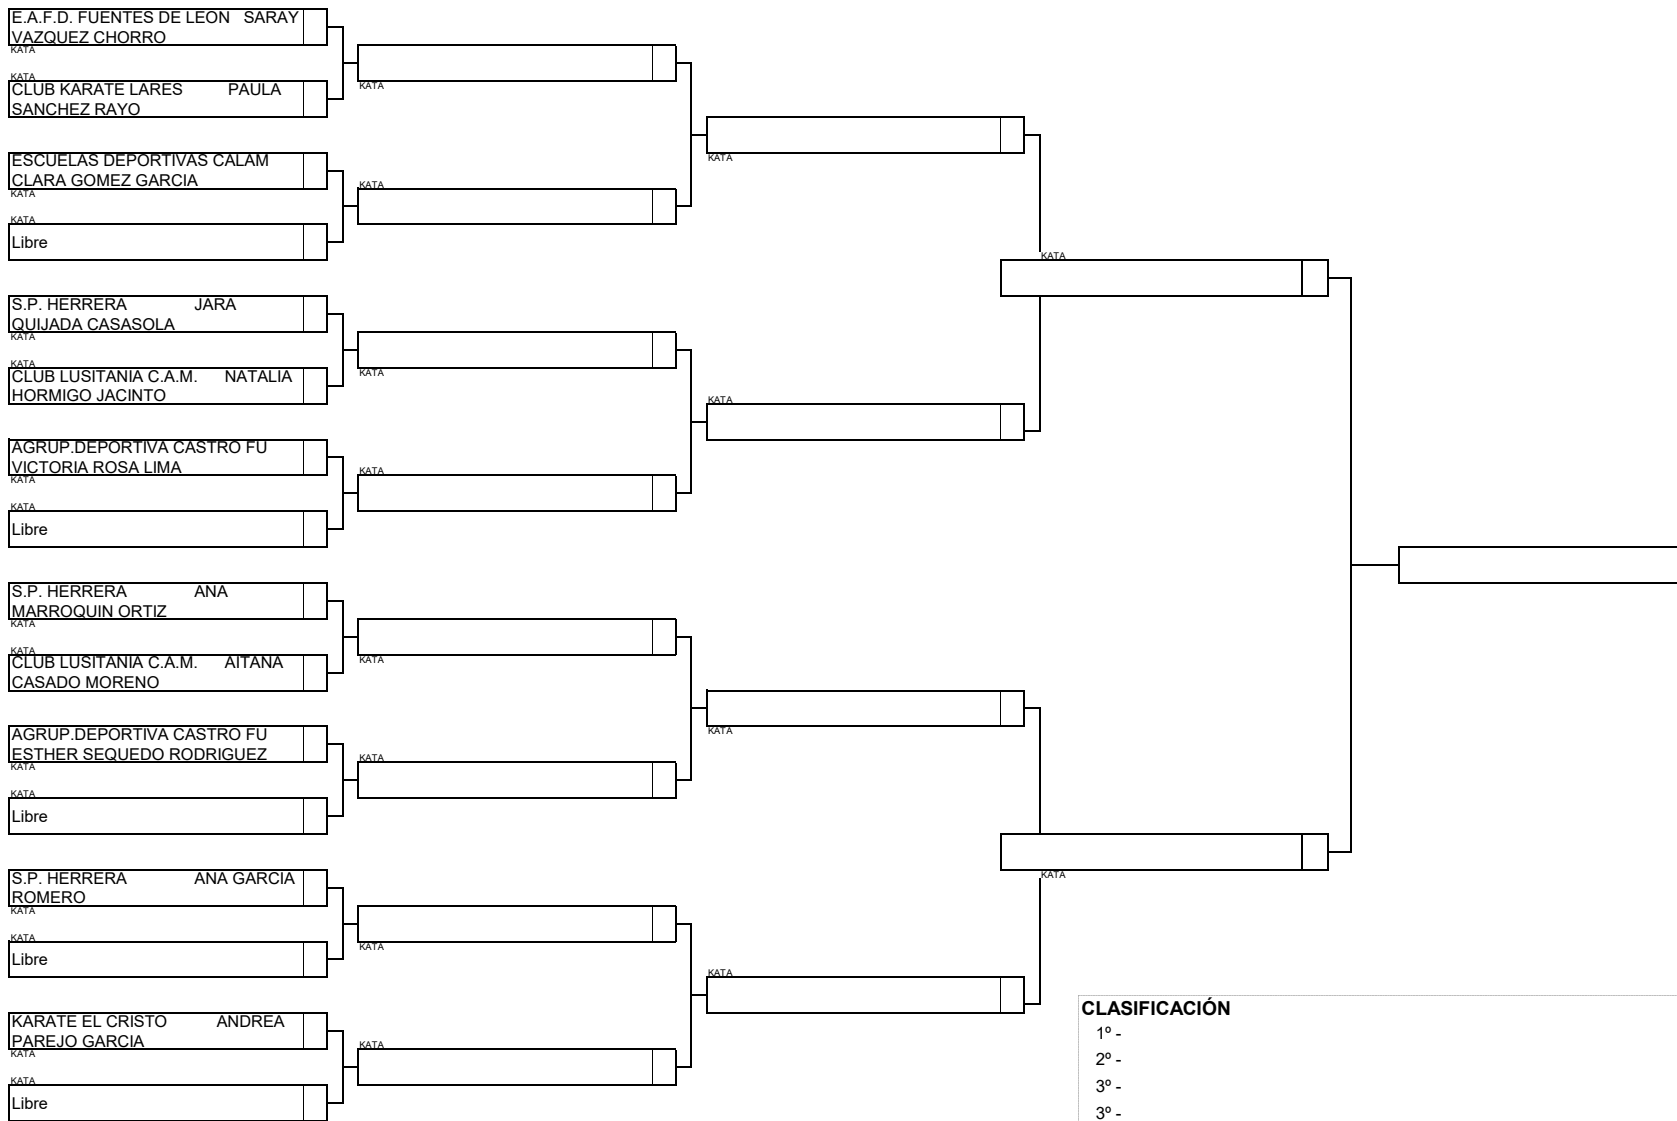 E.A.F.D. FUENTES DE LEON SARAY
VAZQUEZ CHORRO
KATA
KATA
CLUB KARATE LARES PAULA
SANCHEZ RAYO
ESCUELAS DEPORTIVAS CALAM
CLARA GOMEZ GARCIA
KATA
KATA
Libre
S.P. HERRERA JARA
QUIJADA CASASOLA
KATA
KATA
CLUB LUSITANIA C.A.M. NATALIA
HORMIGO JACINTO
AGRUP.DEPORTIVA CASTRO FU
VICTORIA ROSA LIMA
KATA
KATA
Libre
S.P. HERRERA ANA
MARROQUIN ORTIZ
KATA
KATA
CLUB LUSITANIA C.A.M. AITANA
CASADO MORENO
AGRUP.DEPORTIVA CASTRO FU
ESTHER SEQUEDO RODRIGUEZ
KATA
KATA
Libre
S.P. HERRERA ANA GARCIA
ROMERO
KATA
KATA
Libre
KARATE EL CRISTO ANDREA
PAREJO GARCIA
KATA
KATA
Libre
KATA
KATA
KATA
KATA
KATA
KATA
KATA
KATA
KATA
KATA
KATA
KATA
KATA
KATA
CLASIFICACIÓN
1º -
2º -
3º -
3º -